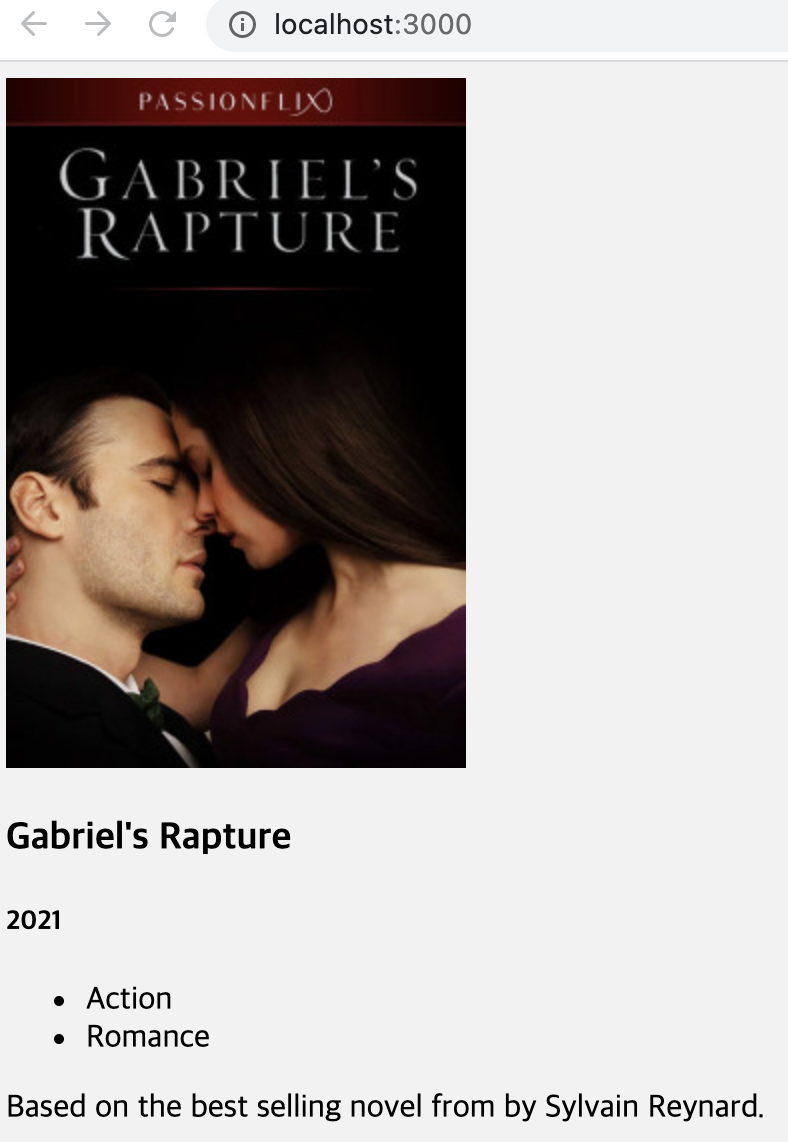 localhost:3000
PASSIONFLIX
GABRIEL'S
RAPTURE
Gabriel's Rapture
2021
Action
Romance
Based on the best selling novel from by Sylvain Reynard.